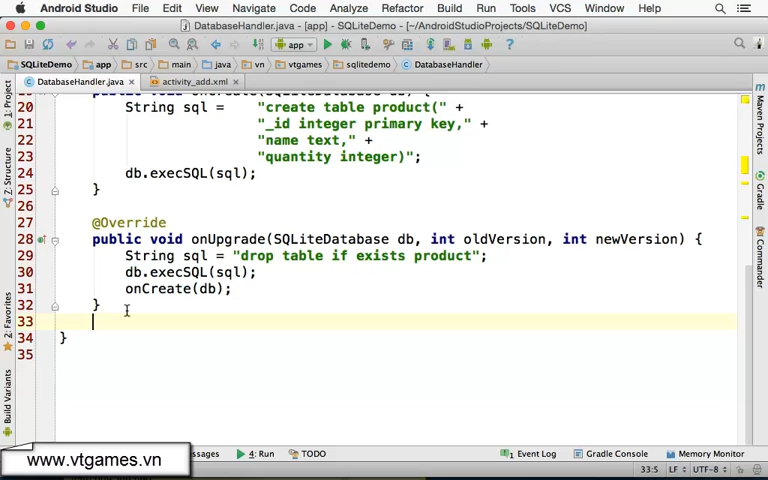 Android Studio File Edit View Navigate Code Analyze Refactor Build Run Tools VCS Window Help
DatabaseHandler.java - [app] - SQLiteDemo - [~/AndroidStudioProjects/SQLiteDemo]
app
SQLiteDemo app src main java vn vtgames sqlitedemo DatabaseHandler
DatabaseHandler.java × activity_add.xml ×
20 String sql = "create table product(" +
21 "_id integer primary key," +
22 "name text," +
23 "quantity integer)";
24 db.execSQL(sql);
25 }
26
27 @Override
28 public void onUpgrade(SQLiteDatabase db, int oldVersion, int newVersion) {
29 String sql = "drop table if exists product";
30 db.execSQL(sql);
31 onCreate(db);
32 }
33
34 }
35
1: Project
7: Structure
2: Favorites
Build Variants
Maven Projects
Gradle
Commander
www.vtgames.vn
4: Run TODO Event Log Gradle Console Memory Monitor
33:5 LF UTF-8